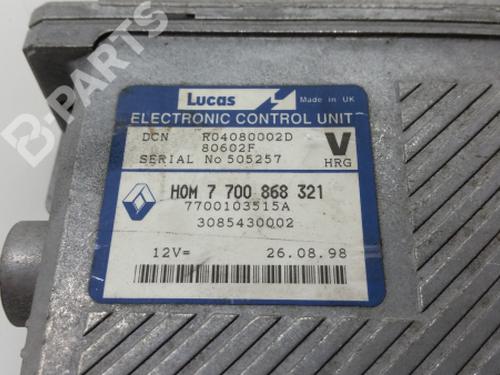 B-PARTS
Lucas
Made in UK
ELECTRONIC CONTROL UNIT
DCN R04080002D V
80602F
SERIAL No 505257 HRG
HOM 7 700 868 321
7700103515A
3085430002
12V= 26.08.98